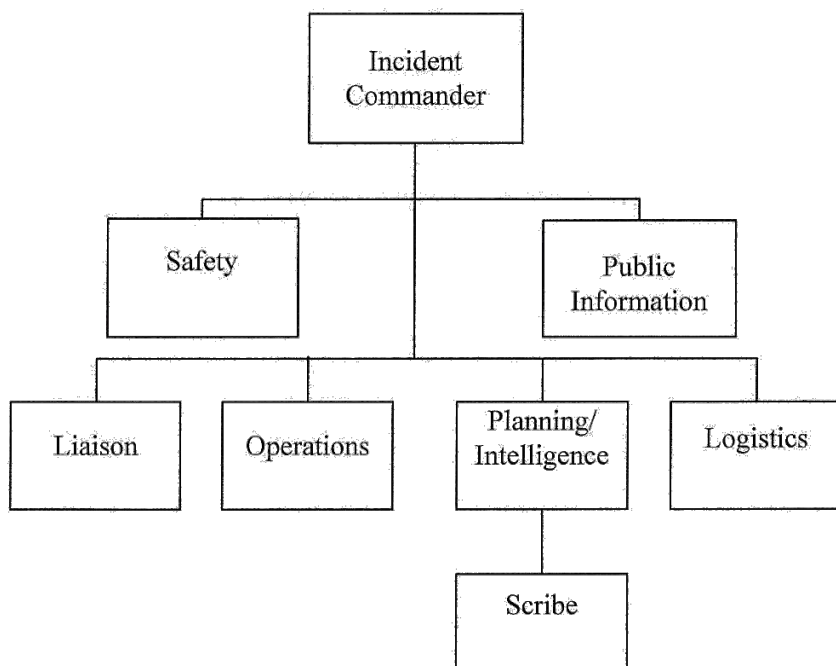 Incident
Commander
Safety
Public
Information
Liaison
Operations
Planning/
Intelligence
Logistics
Scribe